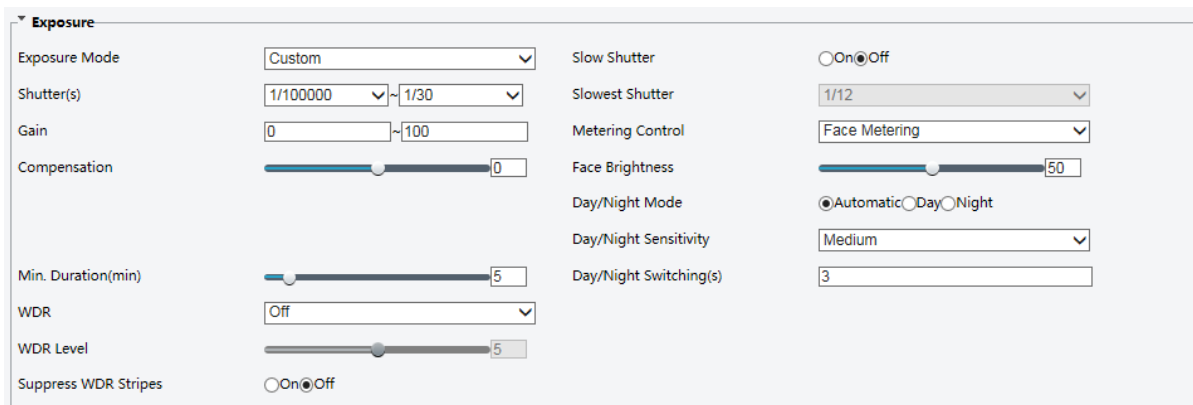 Exposure
Exposure Mode Custom Slow Shutter On Off
Shutter(s) 1/100000 ~ 1/30 Slowest Shutter 1/12
Gain 0 ~ 100 Metering Control Face Metering
Compensation 0 Face Brightness 50
Day/Night Mode Automatic Day Night
Day/Night Sensitivity Medium
Min. Duration(min) 5 Day/Night Switching(s) 3
WDR Off
WDR Level 5
Suppress WDR Stripes On Off